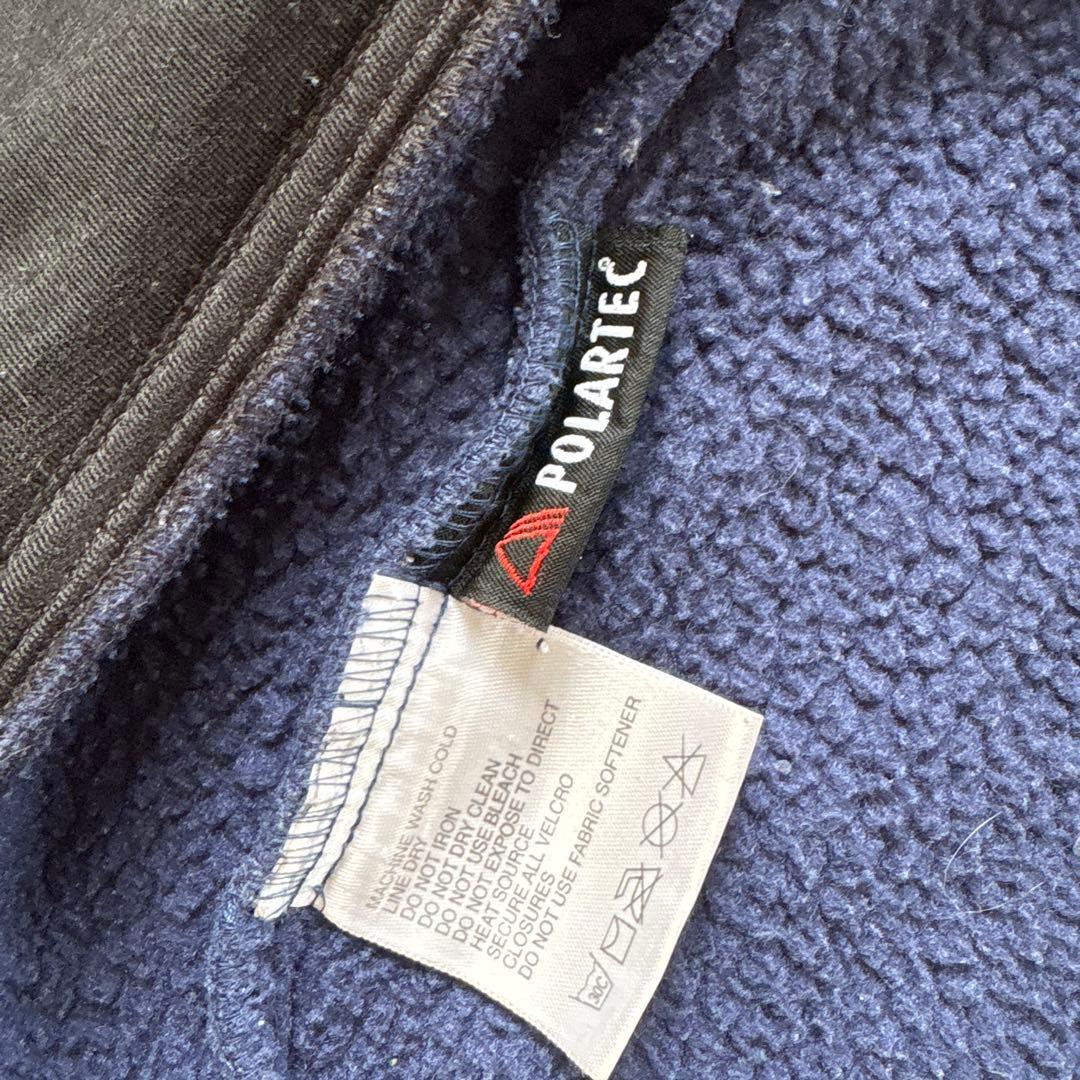 POLARTEC
MACHINE WASH COLD
LINE DRY
DO NOT IRON
DO NOT DRY CLEAN
DO NOT USE BLEACH
DO NOT EXPOSE TO DIRECT
HEAT SOURCE
SECURE ALL VELCRO
CLOSURES
DO NOT USE FABRIC SOFTENER
30C